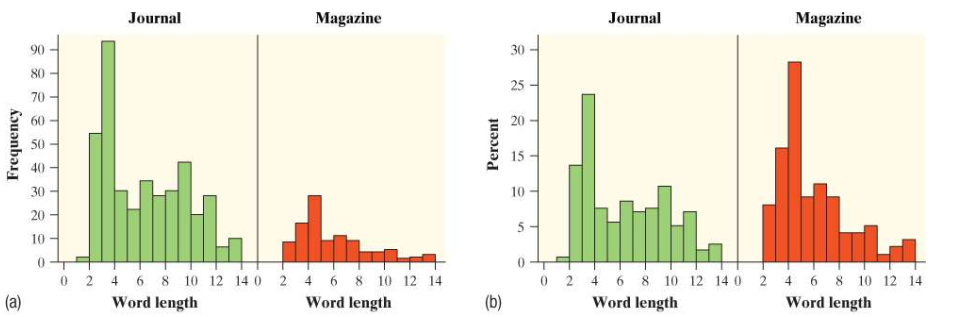 Journal Magazine
Frequency
90
80
70
60
50
40
30
20
10
0
0 2 4 6 8 10 12 14 0 2 4 6 8 10 12 14
Word length Word length
(a)
Journal Magazine
Percent
30
25
20
15
10
5
0
0 2 4 6 8 10 12 14 0 2 4 6 8 10 12 14
Word length Word length
(b)